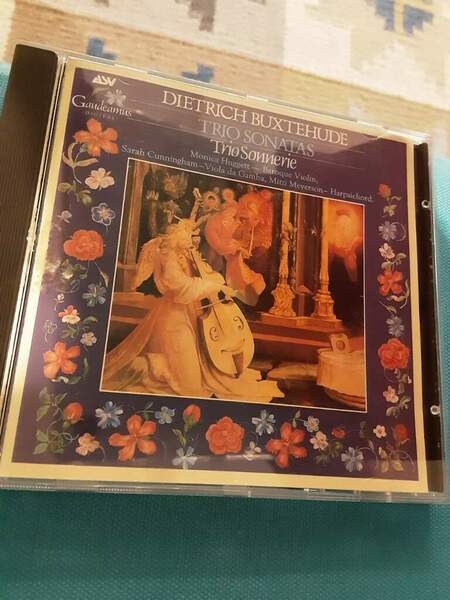 ASV
Gaudeamus
DIGITAL
DIETRICH BUXTEHUDE
TRIO SONATAS
Trio Sonnerie
Monica Huggett — Baroque Violin,
Sarah Cunningham — Viola da Gamba, Mitzi Meyerson — Harpsichord.